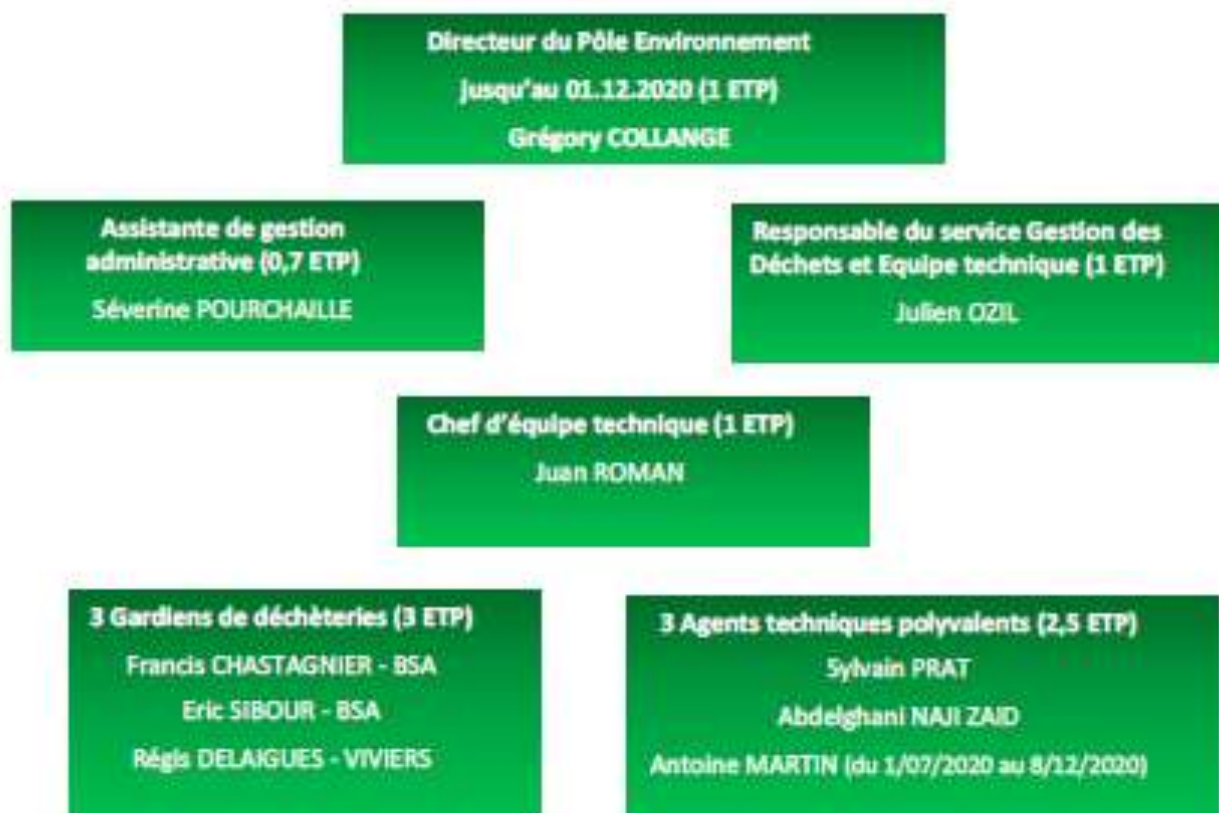 Directeur du Pôle Environnement
jusqu'au 01.12.2020 (1 ETP)
Grégory COLLANGE
Assistante de gestion
administrative (0,7 ETP)
Séverine POURCHAILLE
Responsable du service Gestion des
Déchets et Equipe technique (1 ETP)
Julien OZIL
Chef d'équipe technique (1 ETP)
Juan ROMAN
3 Gardiens de déchèteries (3 ETP)
Francis CHASTAGNIER - BSA
Eric SIBOUR - BSA
Régis DELAIGUES - VIVIERS
3 Agents techniques polyvalents (2,5 ETP)
Sylvain PRAT
Abdelghani NAJI ZAID
Antoine MARTIN (du 1/07/2020 au 8/12/2020)